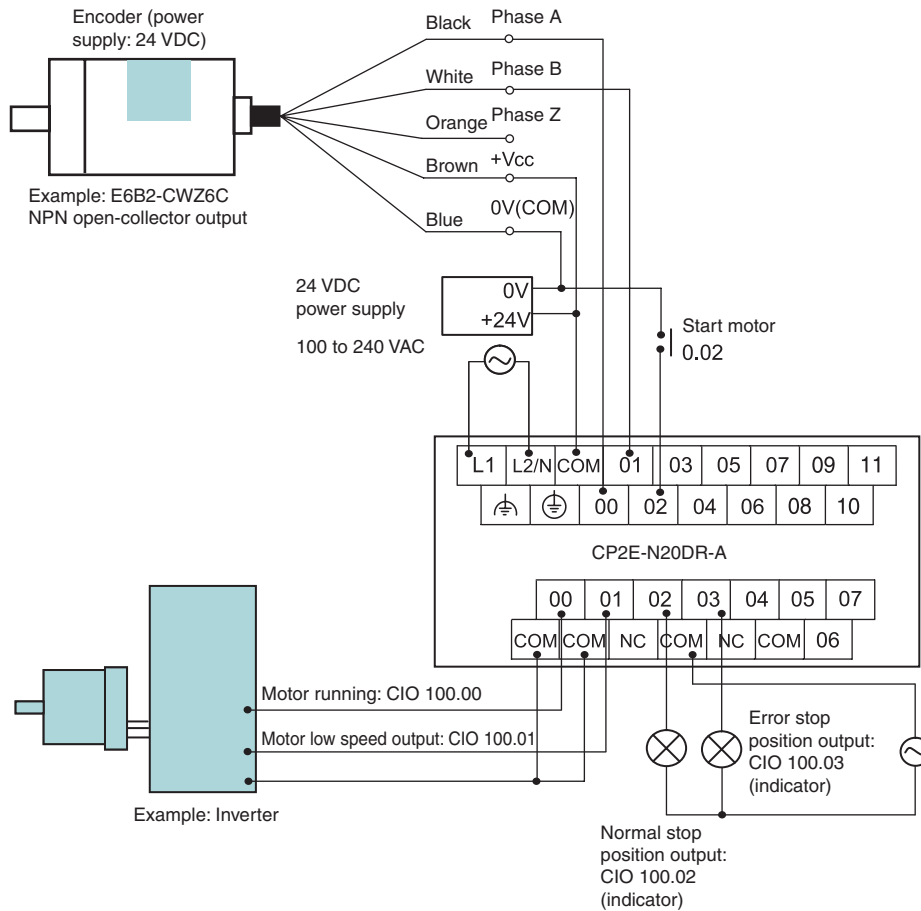 Encoder (power
supply: 24 VDC)
Black
Phase A
White
Phase B
Orange
Phase Z
Brown
+Vcc
Blue
0V(COM)
Example: E6B2-CWZ6C
NPN open-collector output
24 VDC
power supply
0V
+24V
100 to 240 VAC
Start motor
0.02
L1 L2/N COM 01 03 05 07 09 11
00 02 04 06 08 10
CP2E-N20DR-A
00 01 02 03 04 05 07
COM COM NC COM NC COM 06
Motor running: CIO 100.00
Motor low speed output: CIO 100.01
Example: Inverter
Error stop
position output:
CIO 100.03
(indicator)
Normal stop
position output:
CIO 100.02
(indicator)